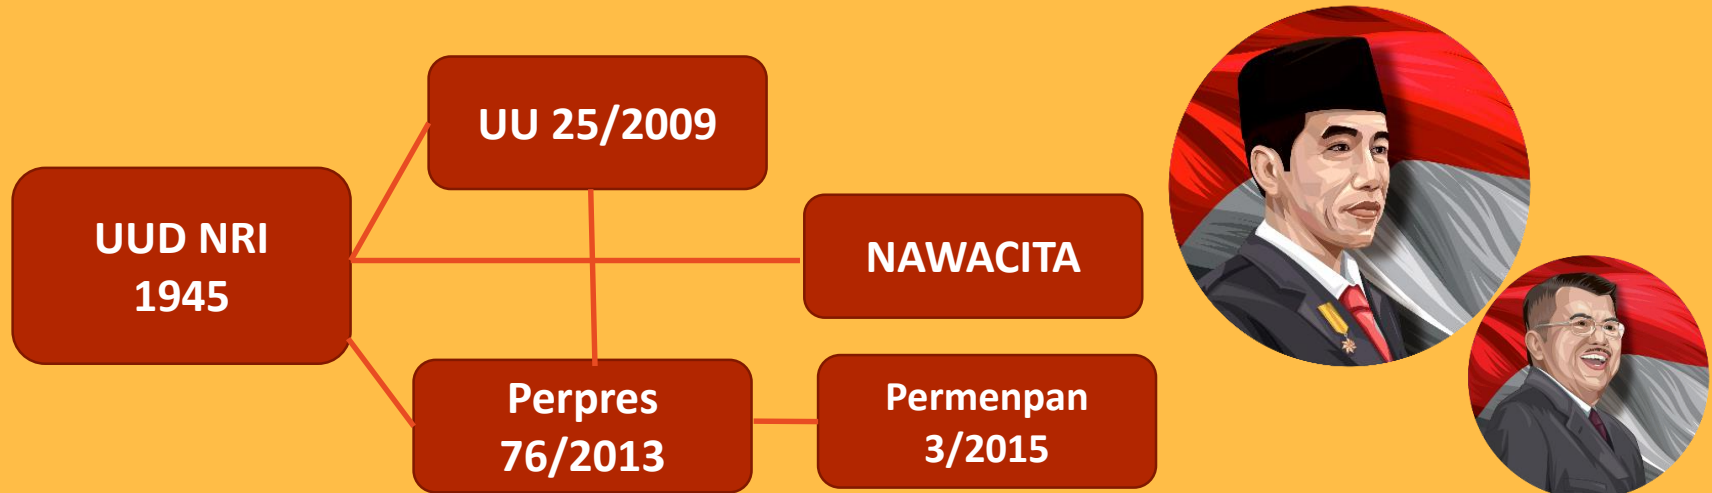 UU 25/2009
UUD NRI
1945
NAWACITA
Perpres
76/2013
Permenpan
3/2015